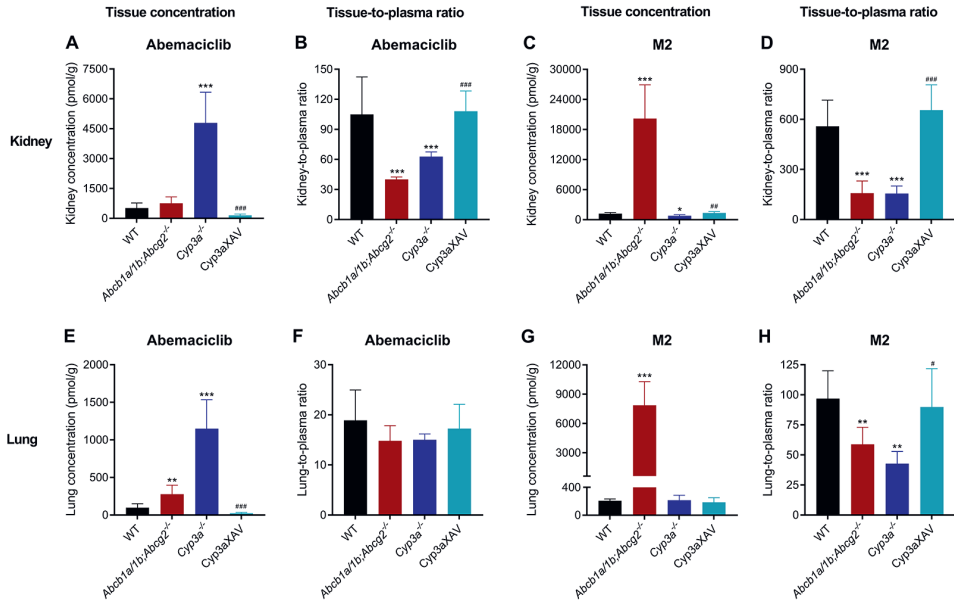 Tissue concentration
Tissue-to-plasma ratio
Tissue concentration
Tissue-to-plasma ratio
Kidney
A
Abemaciclib
Kidney concentration (pmol/g)
7500
6000
4500
3000
1500
0
***
###
WT
Abcb1a/1b;Abcg2-/-
Cyp3a-/-
Cyp3aXAV
B
Abemaciclib
Kidney-to-plasma ratio
150
120
90
60
30
0
***
***
###
WT
Abcb1a/1b;Abcg2-/-
Cyp3a-/-
Cyp3aXAV
C
M2
Kidney concentration (pmol/g)
30000
24000
18000
12000
6000
0
***
*
##
WT
Abcb1a/1b;Abcg2-/-
Cyp3a-/-
Cyp3aXAV
D
M2
Kidney-to-plasma ratio
900
600
300
0
***
***
###
WT
Abcb1a/1b;Abcg2-/-
Cyp3a-/-
Cyp3aXAV
Lung
E
Abemaciclib
Lung concentration (pmol/g)
2000
1500
1000
500
0
**
***
###
WT
Abcb1a/1b;Abcg2-/-
Cyp3a-/-
Cyp3aXAV
F
Abemaciclib
Lung-to-plasma ratio
30
20
10
0
WT
Abcb1a/1b;Abcg2-/-
Cyp3a-/-
Cyp3aXAV
G
M2
Lung concentration (pmol/g)
12000
9000
6000
3000
400
0
***
WT
Abcb1a/1b;Abcg2-/-
Cyp3a-/-
Cyp3aXAV
H
M2
Lung-to-plasma ratio
125
100
75
50
25
0
**
**
#
WT
Abcb1a/1b;Abcg2-/-
Cyp3a-/-
Cyp3aXAV